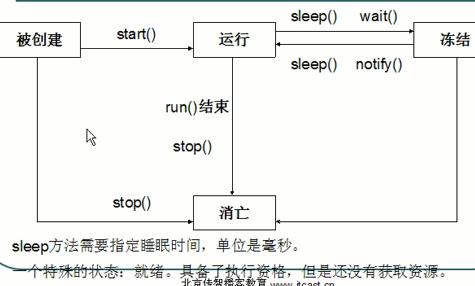 sleep() wait()
被创建 start() 运行 冻结
sleep() notify()
run()结束
stop()
stop() 消亡
sleep方法需要指定睡眠时间，单位是毫秒。
一个特殊的状态：就绪。具备了执行资格，但是还没有获取资源。
北京传智播客教育 www.itcast.cn